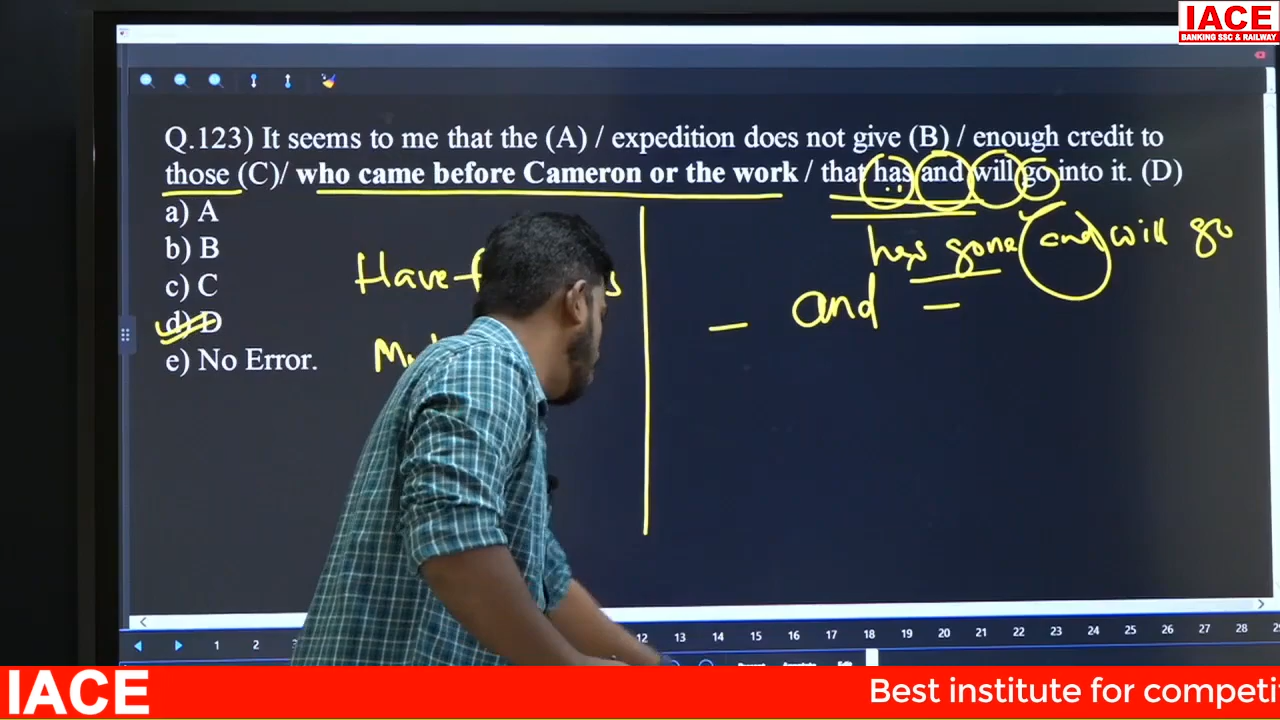 IACE
BANKING SSC & RAILWAY
Q.123) It seems to me that the (A) / expedition does not give (B) / enough credit to
those (C)/ who came before Cameron or the work / that has and will go into it. (D)
a) A
b) B
c) C
d) D
e) No Error.
has gone and will go
Have
and
1 2 12 13 14 15 16 17 18 19 20 21 22 23 24 25 26 27 28
IACE
Best institute for competi